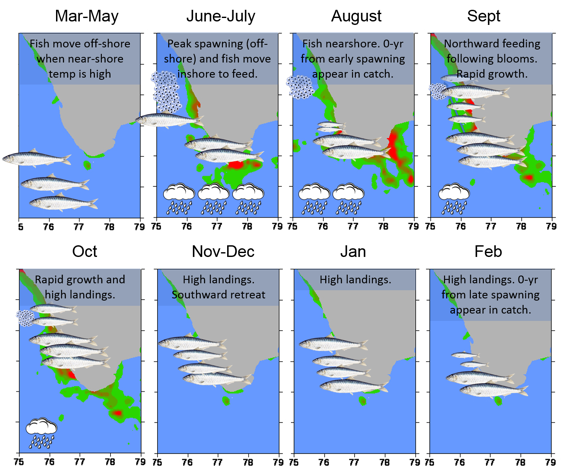 Mar-May
June-July
August
Sept
Fish move off-shore
when near-shore
temp is high
Peak spawning (off-
shore) and fish move
inshore to feed.
Fish nearshore. 0-yr
from early spawning
appear in catch.
Northward feeding
following blooms.
Rapid growth.
5 76 77 78 79
75 76 77 78 79
75 76 77 78 79
75 76 77 78 79
Oct
Nov-Dec
Jan
Feb
Rapid growth and
high landings.
High landings.
Southward retreat
High landings.
High landings. 0-yr
from late spawning
appear in catch.
75 76 77 78 79
75 76 77 78 79
75 76 77 78 79
75 76 77 78 79